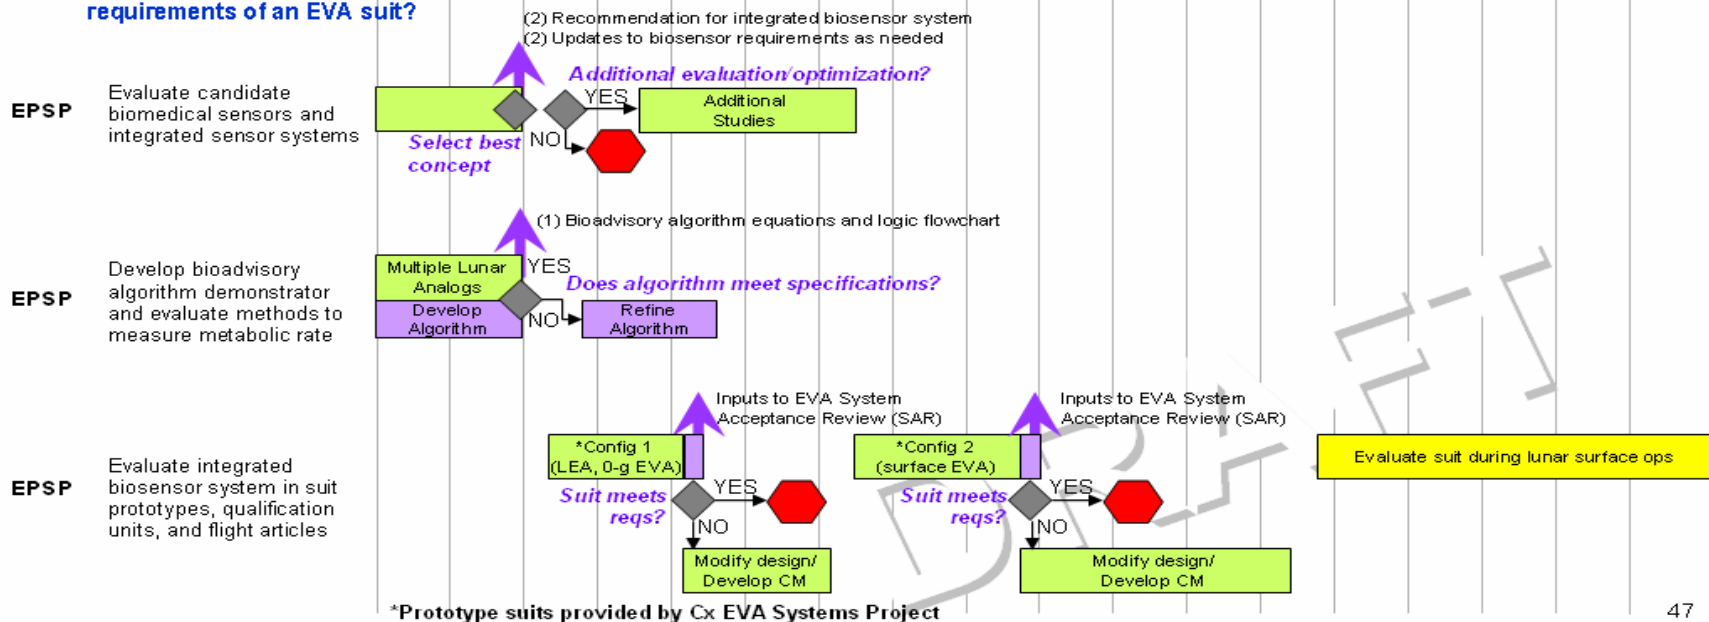 requirements of an EVA suit?
(2) Recommendation for integrated biosensor system
(2) Updates to biosensor requirements as needed
EPSP
Evaluate candidate
biomedical sensors and
integrated sensor systems
Additional evaluation/optimization?
YES
Additional
Studies
Select best
concept
NO
(1) Bioadvisory algorithm equations and logic flowchart
EPSP
Develop bioadvisory
algorithm demonstrator
and evaluate methods to
measure metabolic rate
Multiple Lunar
Analogs
YES
Does algorithm meet specifications?
Develop
Algorithm
NO
Refine
Algorithm
Inputs to EVA System
Acceptance Review (SAR)
Inputs to EVA System
Acceptance Review (SAR)
EPSP
Evaluate integrated
biosensor system in suit
prototypes, qualification
units, and flight articles
*Config 1
(LEA, 0-g EVA)
*Config 2
(surface EVA)
Evaluate suit during lunar surface ops
Suit meets
reqs?
YES
NO
Modify design/
Develop CM
Suit meets
reqs?
YES
NO
Modify design/
Develop CM
DRAFT
*Prototype suits provided by Cx EVA Systems Project
47